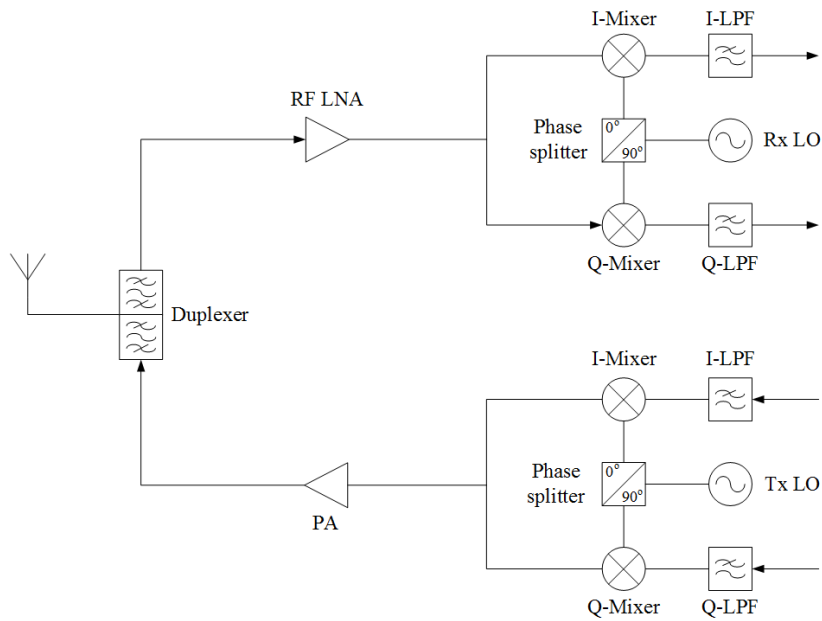 I-Mixer
I-LPF
RF LNA
Phase
splitter
0°
90°
Rx LO
Q-Mixer
Q-LPF
Duplexer
I-Mixer
I-LPF
Phase
splitter
0°
90°
Tx LO
PA
Q-Mixer
Q-LPF